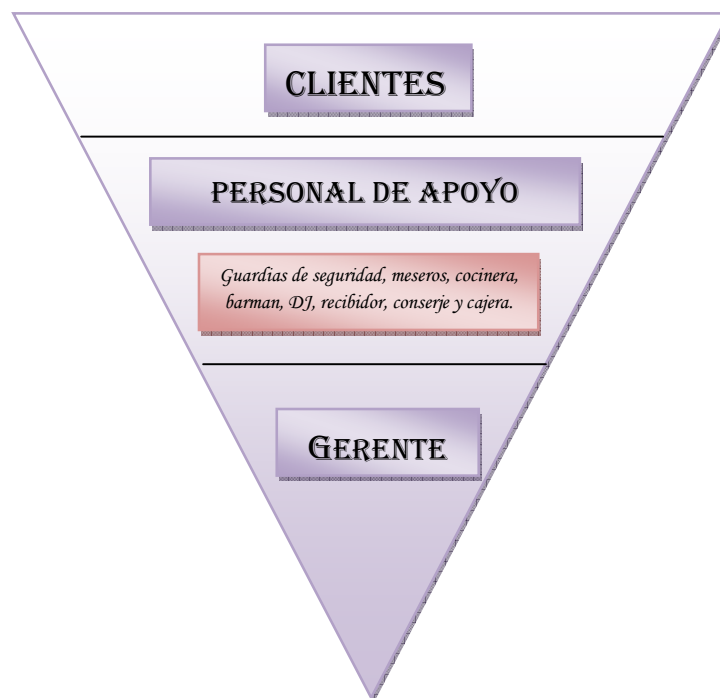 CLIENTES
PERSONAL DE APOYO
Guardias de seguridad, meseros, cocinera,
barman, DJ, recibidor, conserje y cajera.
GERENTE